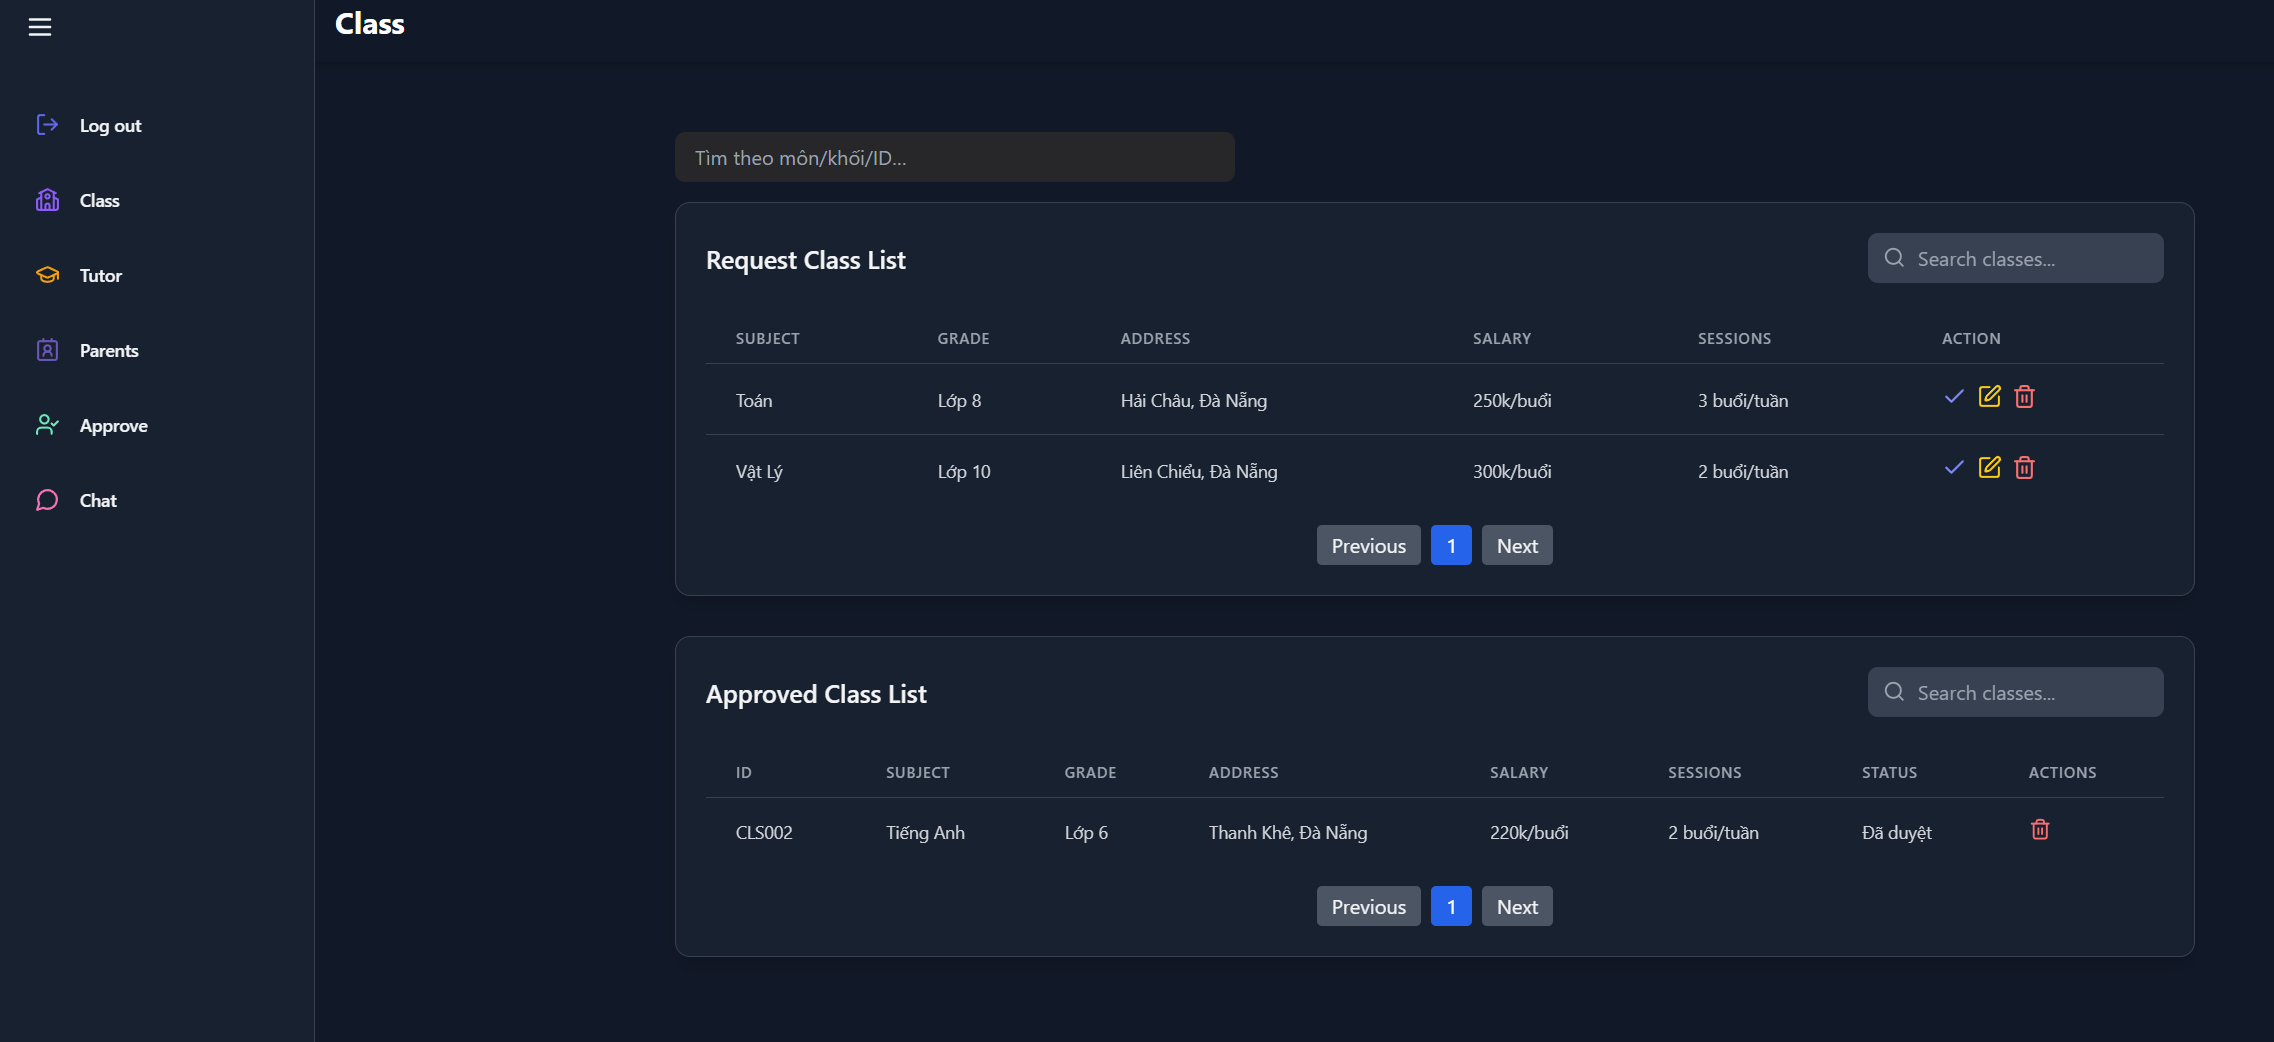 Class
Log out
Class
Tutor
Parents
Approve
Chat
Tìm theo môn/khối/ID...
Request Class List
Search classes...
SUBJECT GRADE ADDRESS SALARY SESSIONS ACTION
Toán Lớp 8 Hải Châu, Đà Nẵng 250k/buổi 3 buổi/tuần
Vật Lý Lớp 10 Liên Chiểu, Đà Nẵng 300k/buổi 2 buổi/tuần
Previous 1 Next
Approved Class List
Search classes...
ID SUBJECT GRADE ADDRESS SALARY SESSIONS STATUS ACTIONS
CLS002 Tiếng Anh Lớp 6 Thanh Khê, Đà Nẵng 220k/buổi 2 buổi/tuần Đã duyệt
Previous 1 Next